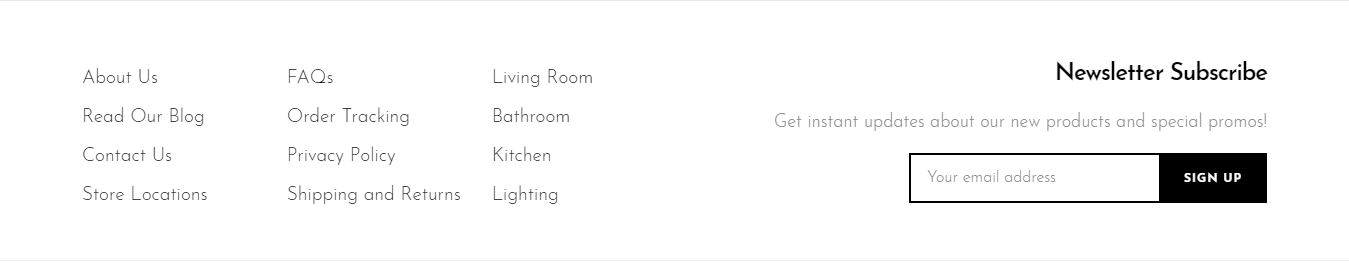 About Us
Read Our Blog
Contact Us
Store Locations
FAQs
Order Tracking
Privacy Policy
Shipping and Returns
Living Room
Bathroom
Kitchen
Lighting
Newsletter Subscribe
Get instant updates about our new products and special promos!
Your email address
SIGN UP